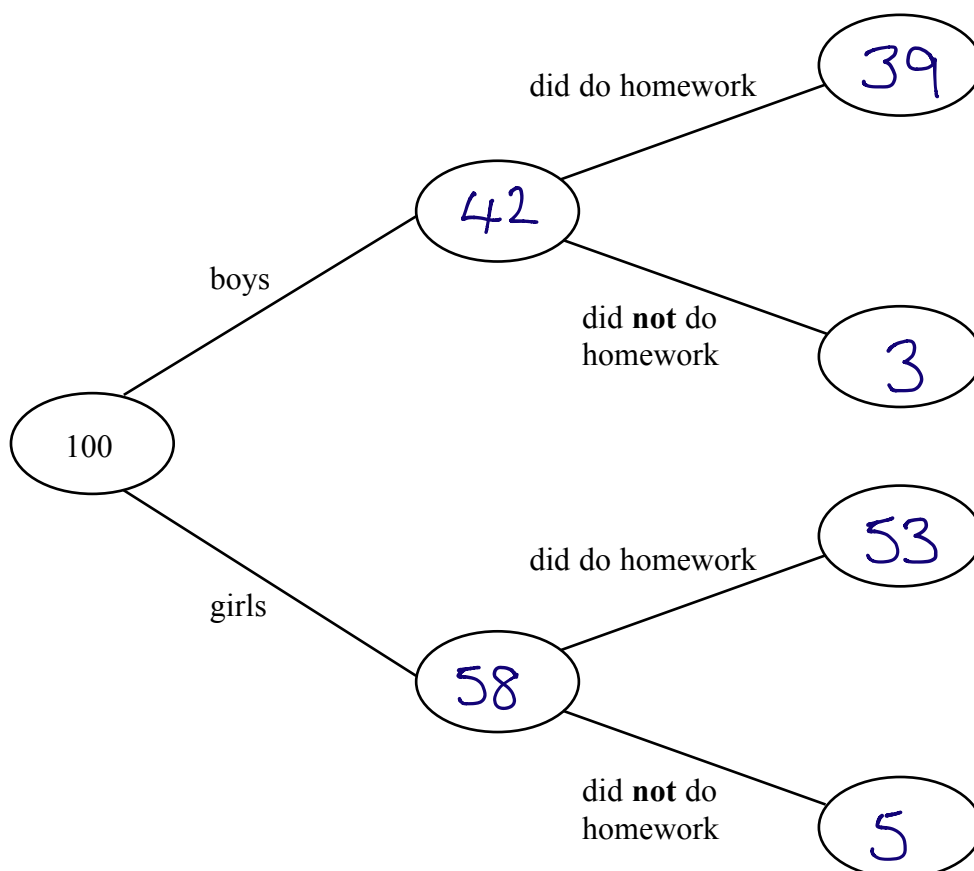 39
did do homework
42
boys
did not do
homework
3
100
53
did do homework
girls
58
did not do
homework
5